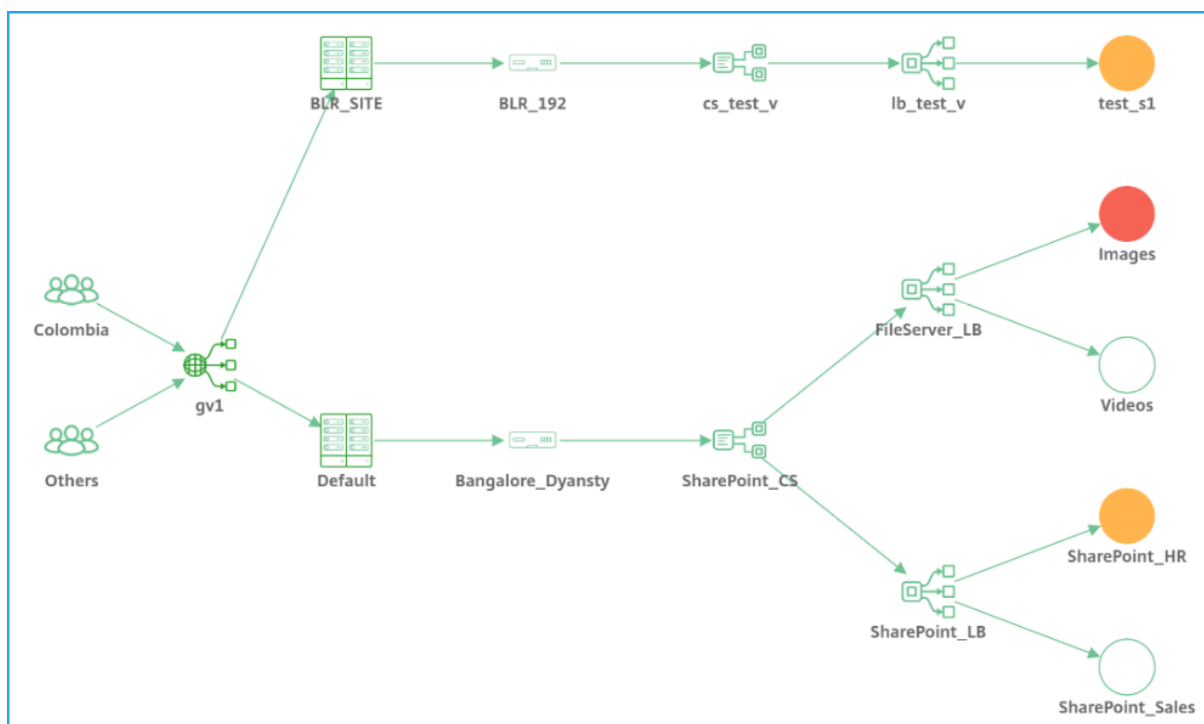 BLR_SITE
BLR_192
cs_test_v
lb_test_v
test_s1
Images
Colombia
FileServer_LB
gv1
Videos
Others
Default
Bangalore_Dyansty
SharePoint_CS
SharePoint_HR
SharePoint_LB
SharePoint_Sales